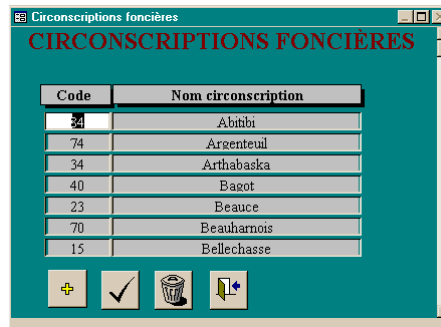 Circonscriptions foncières
CIRCONSCRIPTIONS FONCIÈRES
Code Nom circonscription
84 Abitibi
74 Argenteuil
34 Arthabaska
40 Bagot
23 Beauce
70 Beauharnois
15 Bellechasse